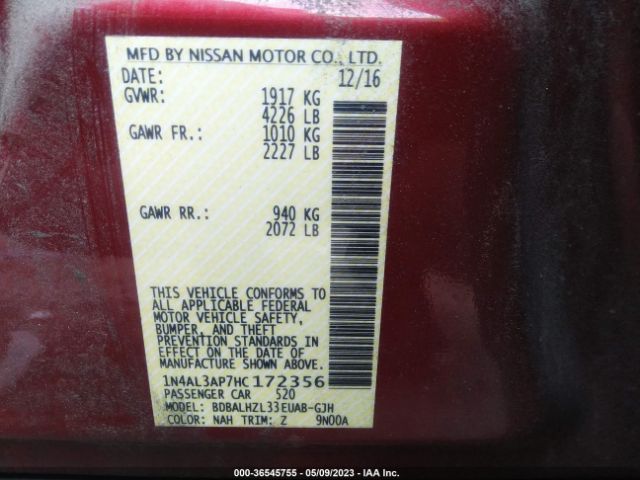 MFD BY NISSAN MOTOR CO., LTD.
DATE: 12/16
GVWR: 1917 KG
4226 LB
GAWR FR.: 1010 KG
2227 LB
GAWR RR.: 940 KG
2072 LB
THIS VEHICLE CONFORMS TO
ALL APPLICABLE FEDERAL
MOTOR VEHICLE SAFETY,
BUMPER, AND THEFT
PREVENTION STANDARDS IN
EFFECT ON THE DATE OF
MANUFACTURE SHOWN ABOVE.
1N4AL3AP7HC 172356
PASSENGER CAR 520
MODEL: BDBALHZL33EUAB-GJH
COLOR: NAH TRIM: Z 9N00A
000-36545755 - 05/09/2023 - IAA Inc.